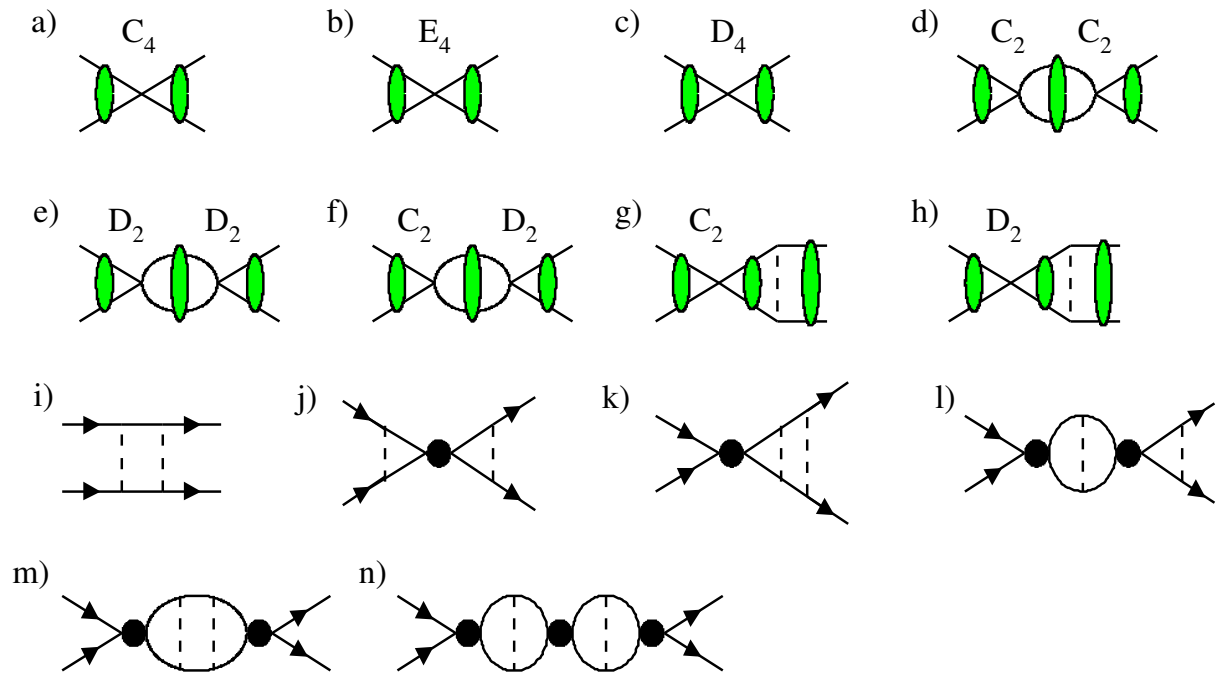 a) C₄ b) E₄ c) D₄ d) C₂ C₂
e) D₂ D₂ f) C₂ D₂ g) C₂ h) D₂
i) j) k) l)
m) n)